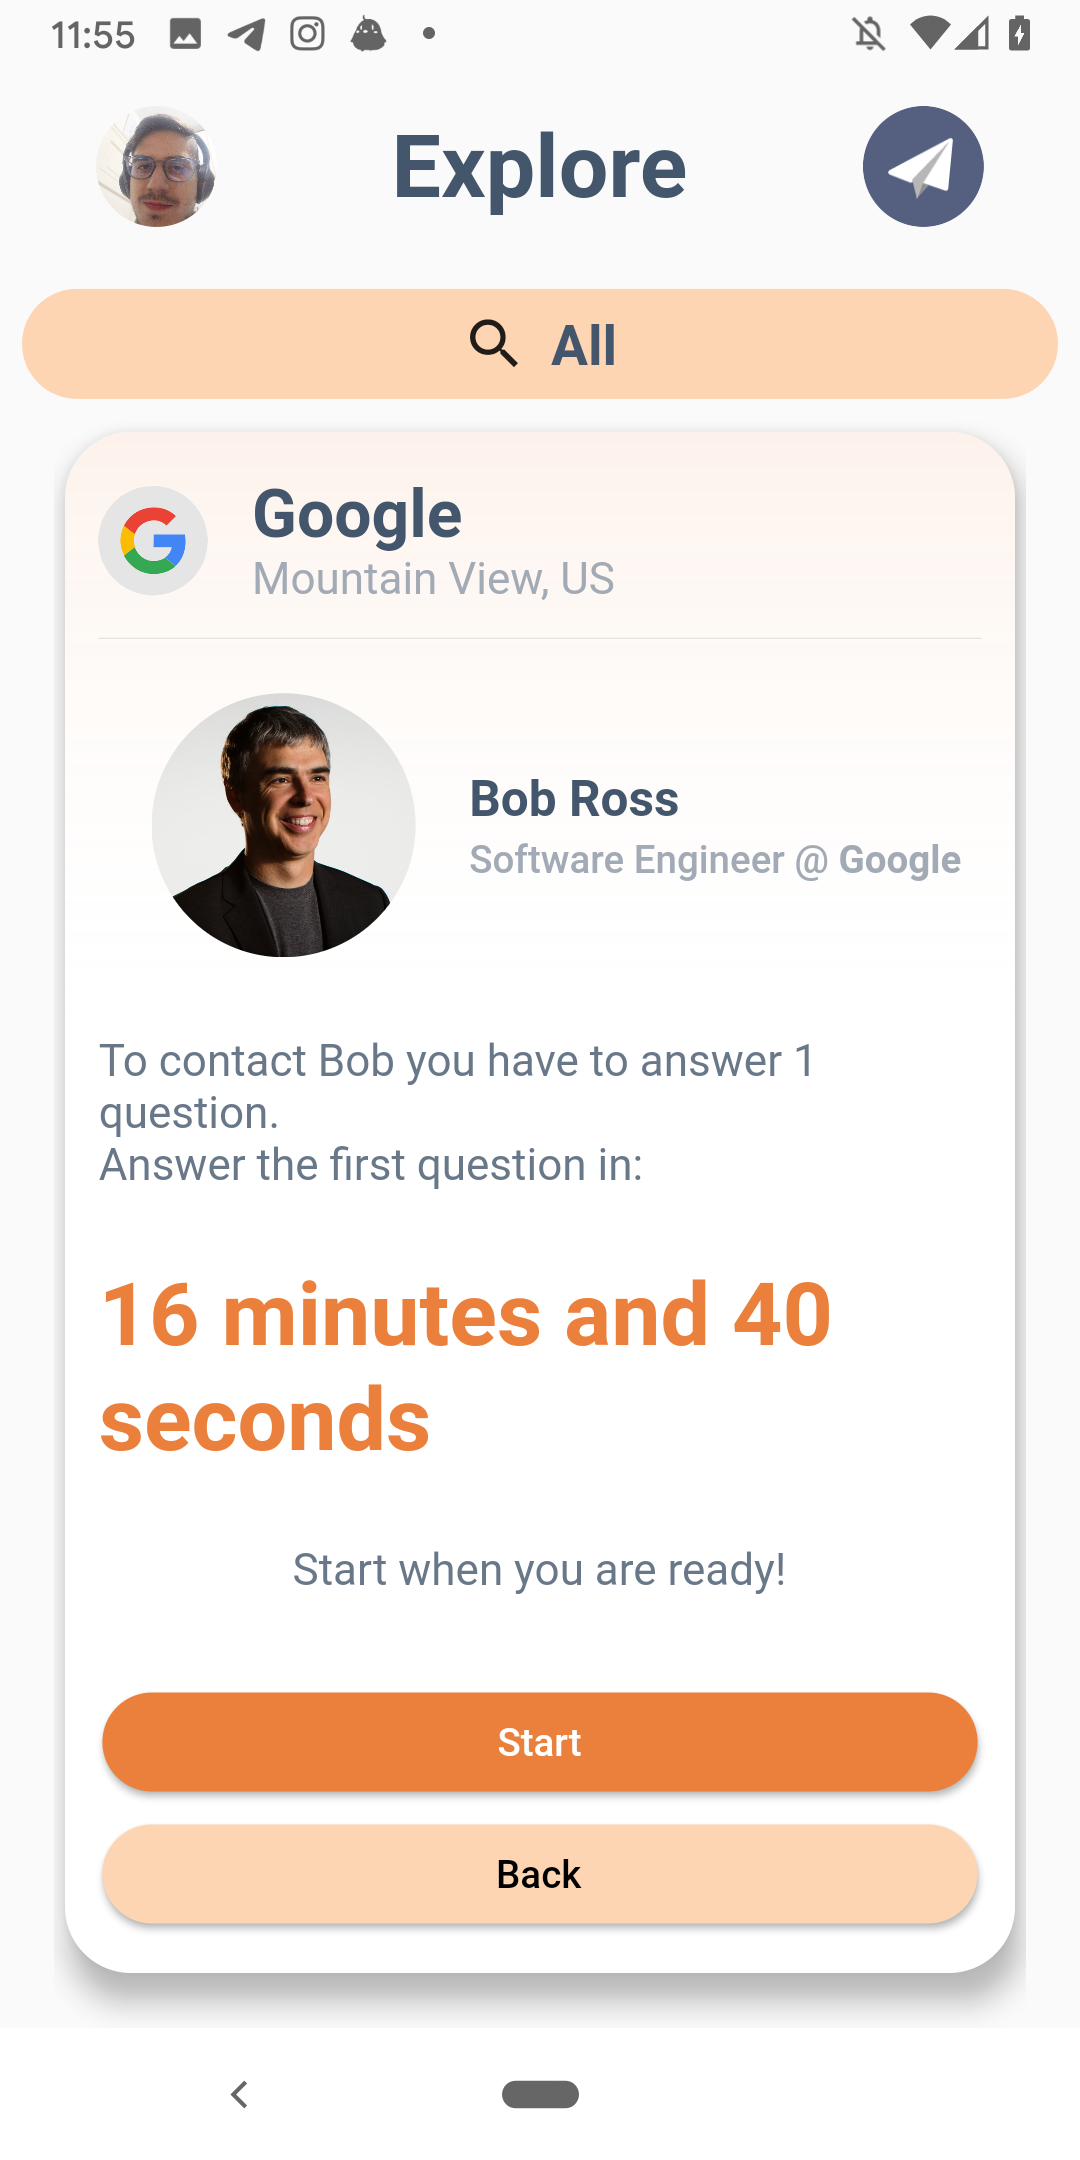 11:55
Explore
All
Google
Mountain View, US
Bob Ross
Software Engineer @ Google
To contact Bob you have to answer 1
question.
Answer the first question in:
16 minutes and 40
seconds
Start when you are ready!
Start
Back